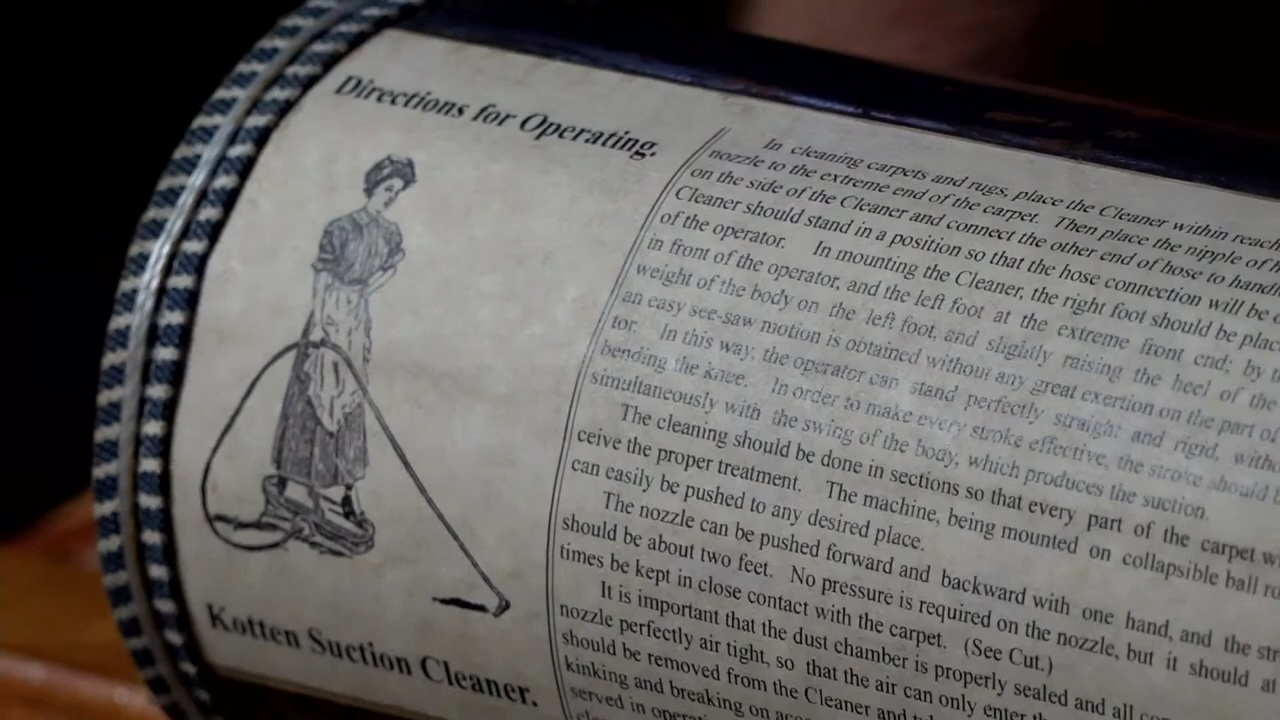 Directions for Operating.
Kotten Suction Cleaner.
In cleaning carpets and rugs, place the Cleaner within reach
nozzle to the extreme end of the carpet. Then place the nipple of
on the side of the Cleaner and connect the other end of hose to
Cleaner should stand in a position so that the hose connection will be
of the operator. In mounting the Cleaner, the right foot should be
in front of the operator, and the left foot at the extreme front end; by
weight of the body on the left foot, and slightly raising the heel of the
an easy see-saw motion is obtained without any great exertion on the part of
tor. In this way, the operator can stand perfectly straight and rigid,
bending the knee. In order to make every stroke effective, the stroke should
simultaneously with the swing of the body, which produces the suction.
The cleaning should be done in sections so that every part of the carpet
ceive the proper treatment. The machine, being mounted on collapsible ball
can easily be pushed to any desired place.
The nozzle can be pushed forward and backward with one hand, and the
should be about two feet. No pressure is required on the nozzle, but it should at
times be kept in close contact with the carpet. (See Cut.)
It is important that the dust chamber is properly sealed and all
nozzle perfectly air tight, so that the air can only enter
should be removed from the Cleaner and
kinking and breaking on
served in